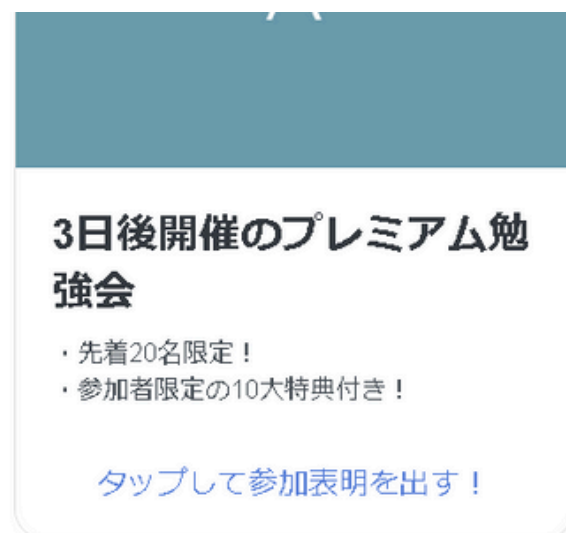 3日後開催のプレミアム勉
強会
・先着20名限定！
・参加者限定の10大特典付き！
タップして参加表明を出す！